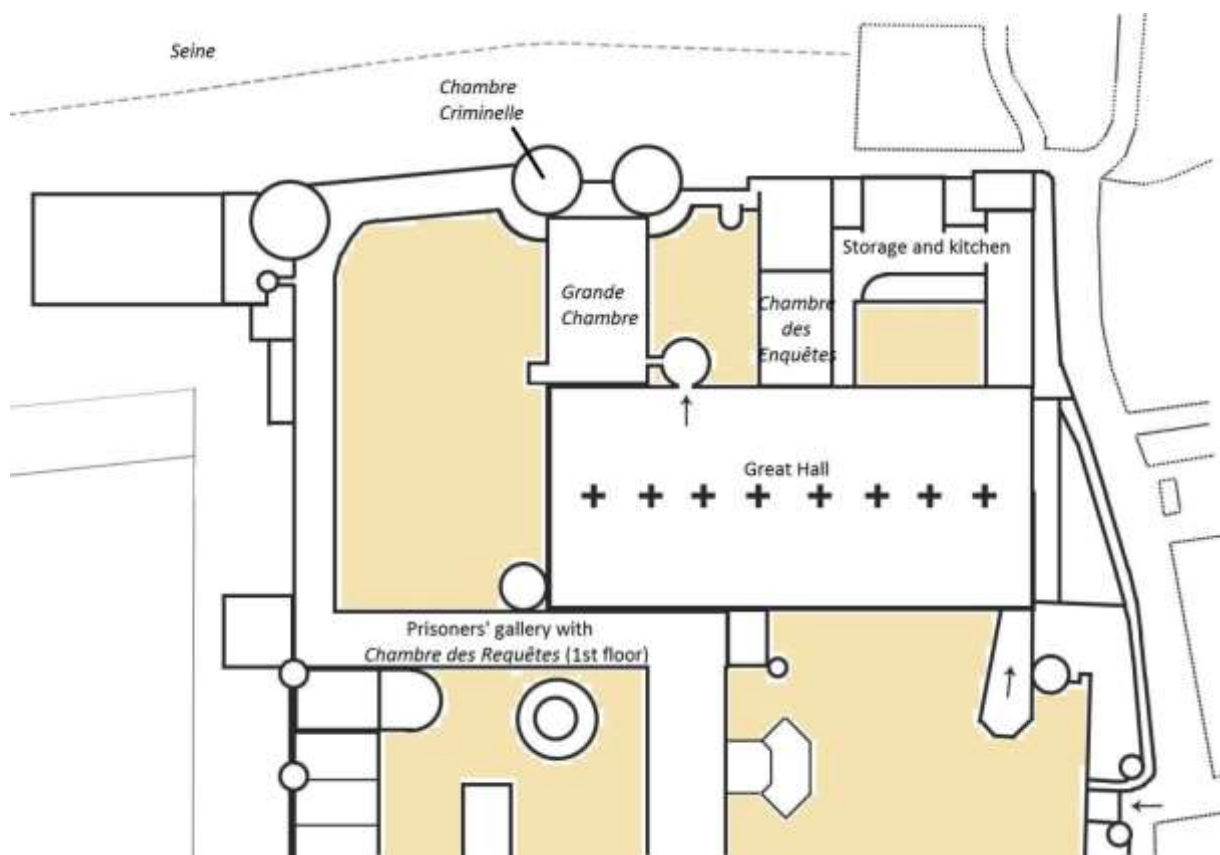 Seine
Chambre
Criminelle
Storage and kitchen
Grande
Chambre
Chambre
des
Enquêtes
Great Hall
Prisoners' gallery with
Chambre des Requêtes (1st floor)